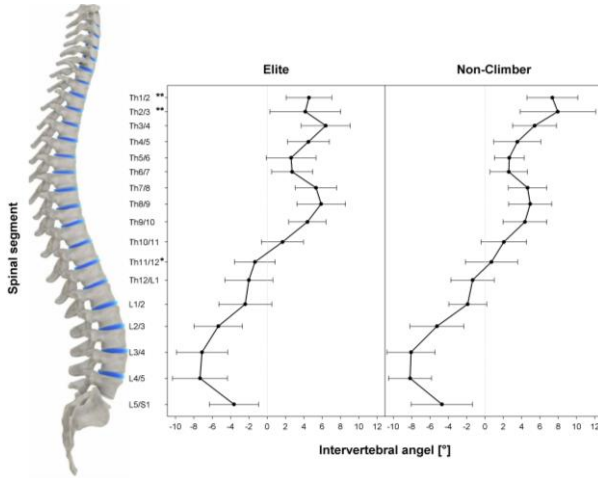 Elite Non-Climber
Spinal segment
Th1/2 **
Th2/3 **
Th3/4
Th4/5
Th5/6
Th6/7
Th7/8
Th8/9
Th9/10
Th10/11
Th11/12 *
Th12/L1
L1/2
L2/3
L3/4
L4/5
L5/S1
-10 -8 -6 -4 -2 0 2 4 6 8 10 12 -10 -8 -6 -4 -2 0 2 4 6 8 10 12
Intervertebral angel [°]